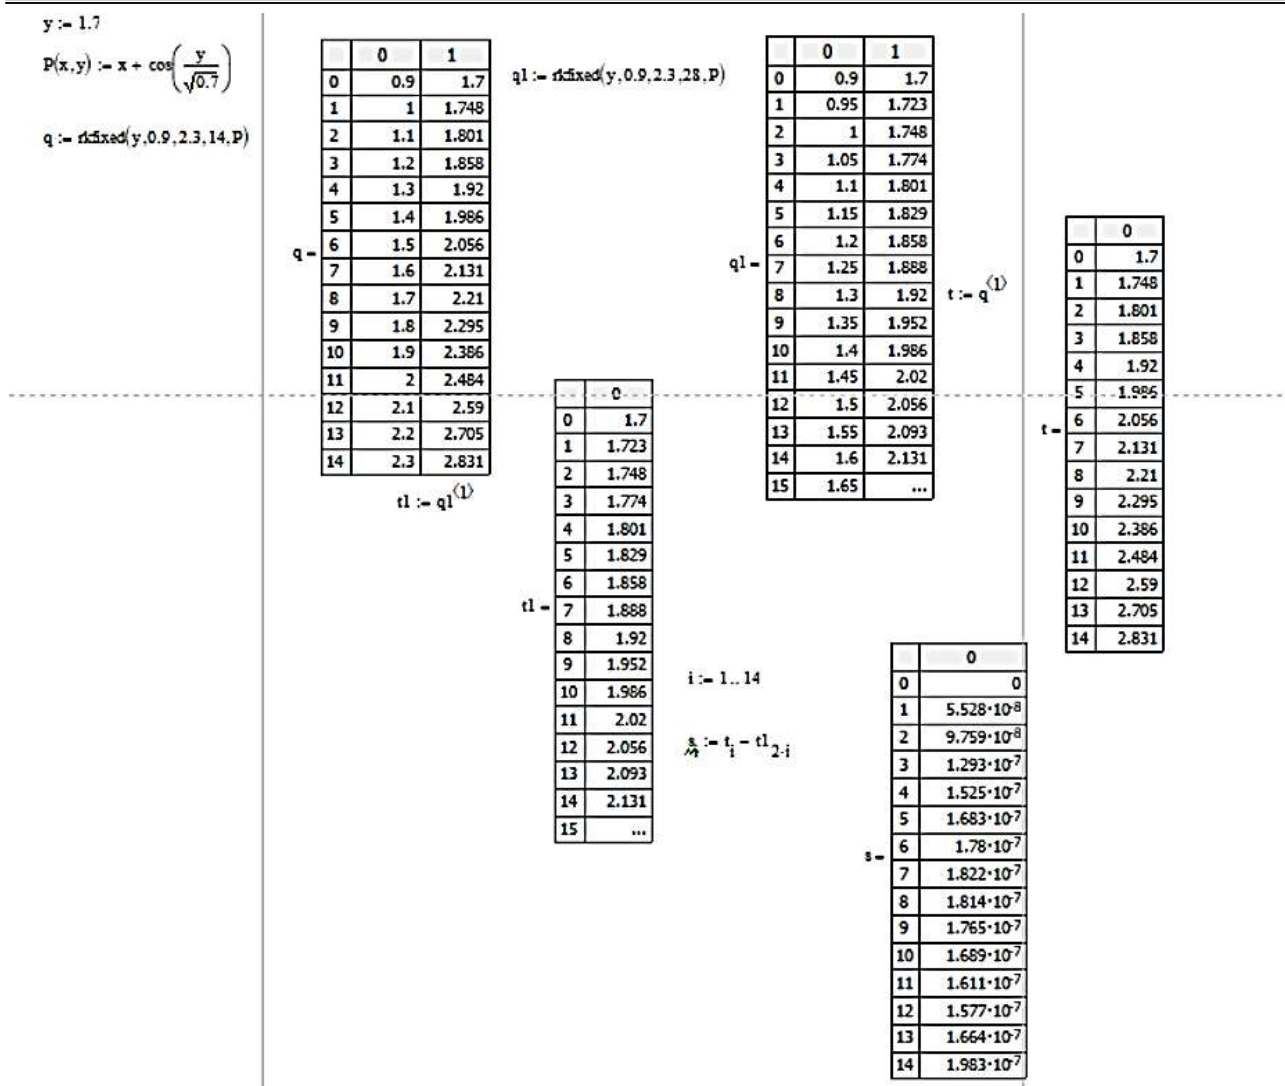 y := 1.7
P(x,y) := x + cos(y/√0.7)
q := rkfixed(y,0.9,2.3,14,P)
q =
0 1
0 0.9 1.7
1 1 1.748
2 1.1 1.801
3 1.2 1.858
4 1.3 1.92
5 1.4 1.986
6 1.5 2.056
7 1.6 2.131
8 1.7 2.21
9 1.8 2.295
10 1.9 2.386
11 2 2.484
12 2.1 2.59
13 2.2 2.705
14 2.3 2.831
q1 := rkfixed(y,0.9,2.3,28,P)
q1 =
0 1
0 0.9 1.7
1 0.95 1.723
2 1 1.748
3 1.05 1.774
4 1.1 1.801
5 1.15 1.829
6 1.2 1.858
7 1.25 1.888
8 1.3 1.92
9 1.35 1.952
10 1.4 1.986
11 1.45 2.02
12 1.5 2.056
13 1.55 2.093
14 1.6 2.131
15 1.65 ...
t := q⟨1⟩
t =
0
0 1.7
1 1.748
2 1.801
3 1.858
4 1.92
5 1.986
6 2.056
7 2.131
8 2.21
9 2.295
10 2.386
11 2.484
12 2.59
13 2.705
14 2.831
t1 := q1⟨1⟩
t1 =
0
0 1.7
1 1.723
2 1.748
3 1.774
4 1.801
5 1.829
6 1.858
7 1.888
8 1.92
9 1.952
10 1.986
11 2.02
12 2.056
13 2.093
14 2.131
15 ...
i := 1..14
s_i := t_i − t1_2·i
s =
0
0 0
1 5.528·10⁻⁸
2 9.759·10⁻⁸
3 1.293·10⁻⁷
4 1.525·10⁻⁷
5 1.683·10⁻⁷
6 1.78·10⁻⁷
7 1.822·10⁻⁷
8 1.814·10⁻⁷
9 1.765·10⁻⁷
10 1.689·10⁻⁷
11 1.611·10⁻⁷
12 1.577·10⁻⁷
13 1.664·10⁻⁷
14 1.983·10⁻⁷